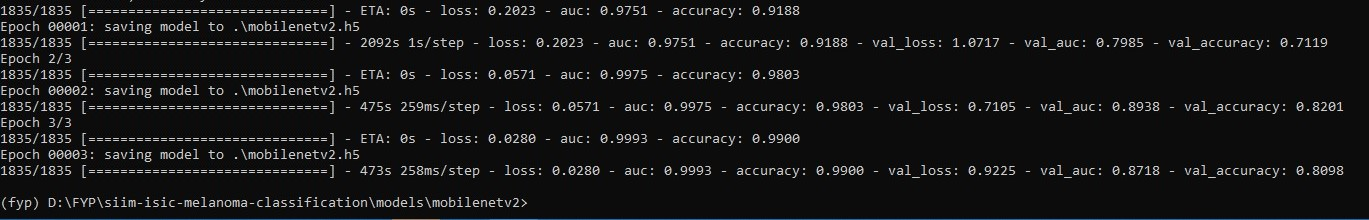 1835/1835 [==============================] - ETA: 0s - loss: 0.2023 - auc: 0.9751 - accuracy: 0.9188
Epoch 00001: saving model to .\mobilenetv2.h5
1835/1835 [==============================] - 2092s 1s/step - loss: 0.2023 - auc: 0.9751 - accuracy: 0.9188 - val_loss: 1.0717 - val_auc: 0.7985 - val_accuracy: 0.7119
Epoch 2/3
1835/1835 [==============================] - ETA: 0s - loss: 0.0571 - auc: 0.9975 - accuracy: 0.9803
Epoch 00002: saving model to .\mobilenetv2.h5
1835/1835 [==============================] - 475s 259ms/step - loss: 0.0571 - auc: 0.9975 - accuracy: 0.9803 - val_loss: 0.7105 - val_auc: 0.8938 - val_accuracy: 0.8201
Epoch 3/3
1835/1835 [==============================] - ETA: 0s - loss: 0.0280 - auc: 0.9993 - accuracy: 0.9900
Epoch 00003: saving model to .\mobilenetv2.h5
1835/1835 [==============================] - 473s 258ms/step - loss: 0.0280 - auc: 0.9993 - accuracy: 0.9900 - val_loss: 0.9225 - val_auc: 0.8718 - val_accuracy: 0.8098
(fyp) D:\FYP\siim-isic-melanoma-classification\models\mobilenetv2>